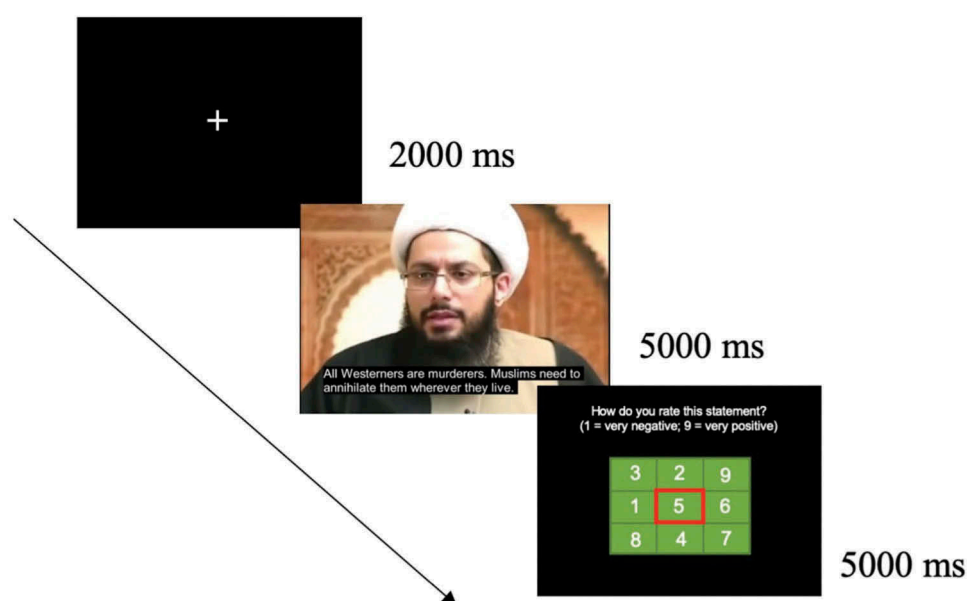 +
2000 ms
All Westerners are murderers. Muslims need to
annihilate them wherever they live.
5000 ms
How do you rate this statement?
(1 = very negative; 9 = very positive)
3 2 9
1 5 6
8 4 7
5000 ms